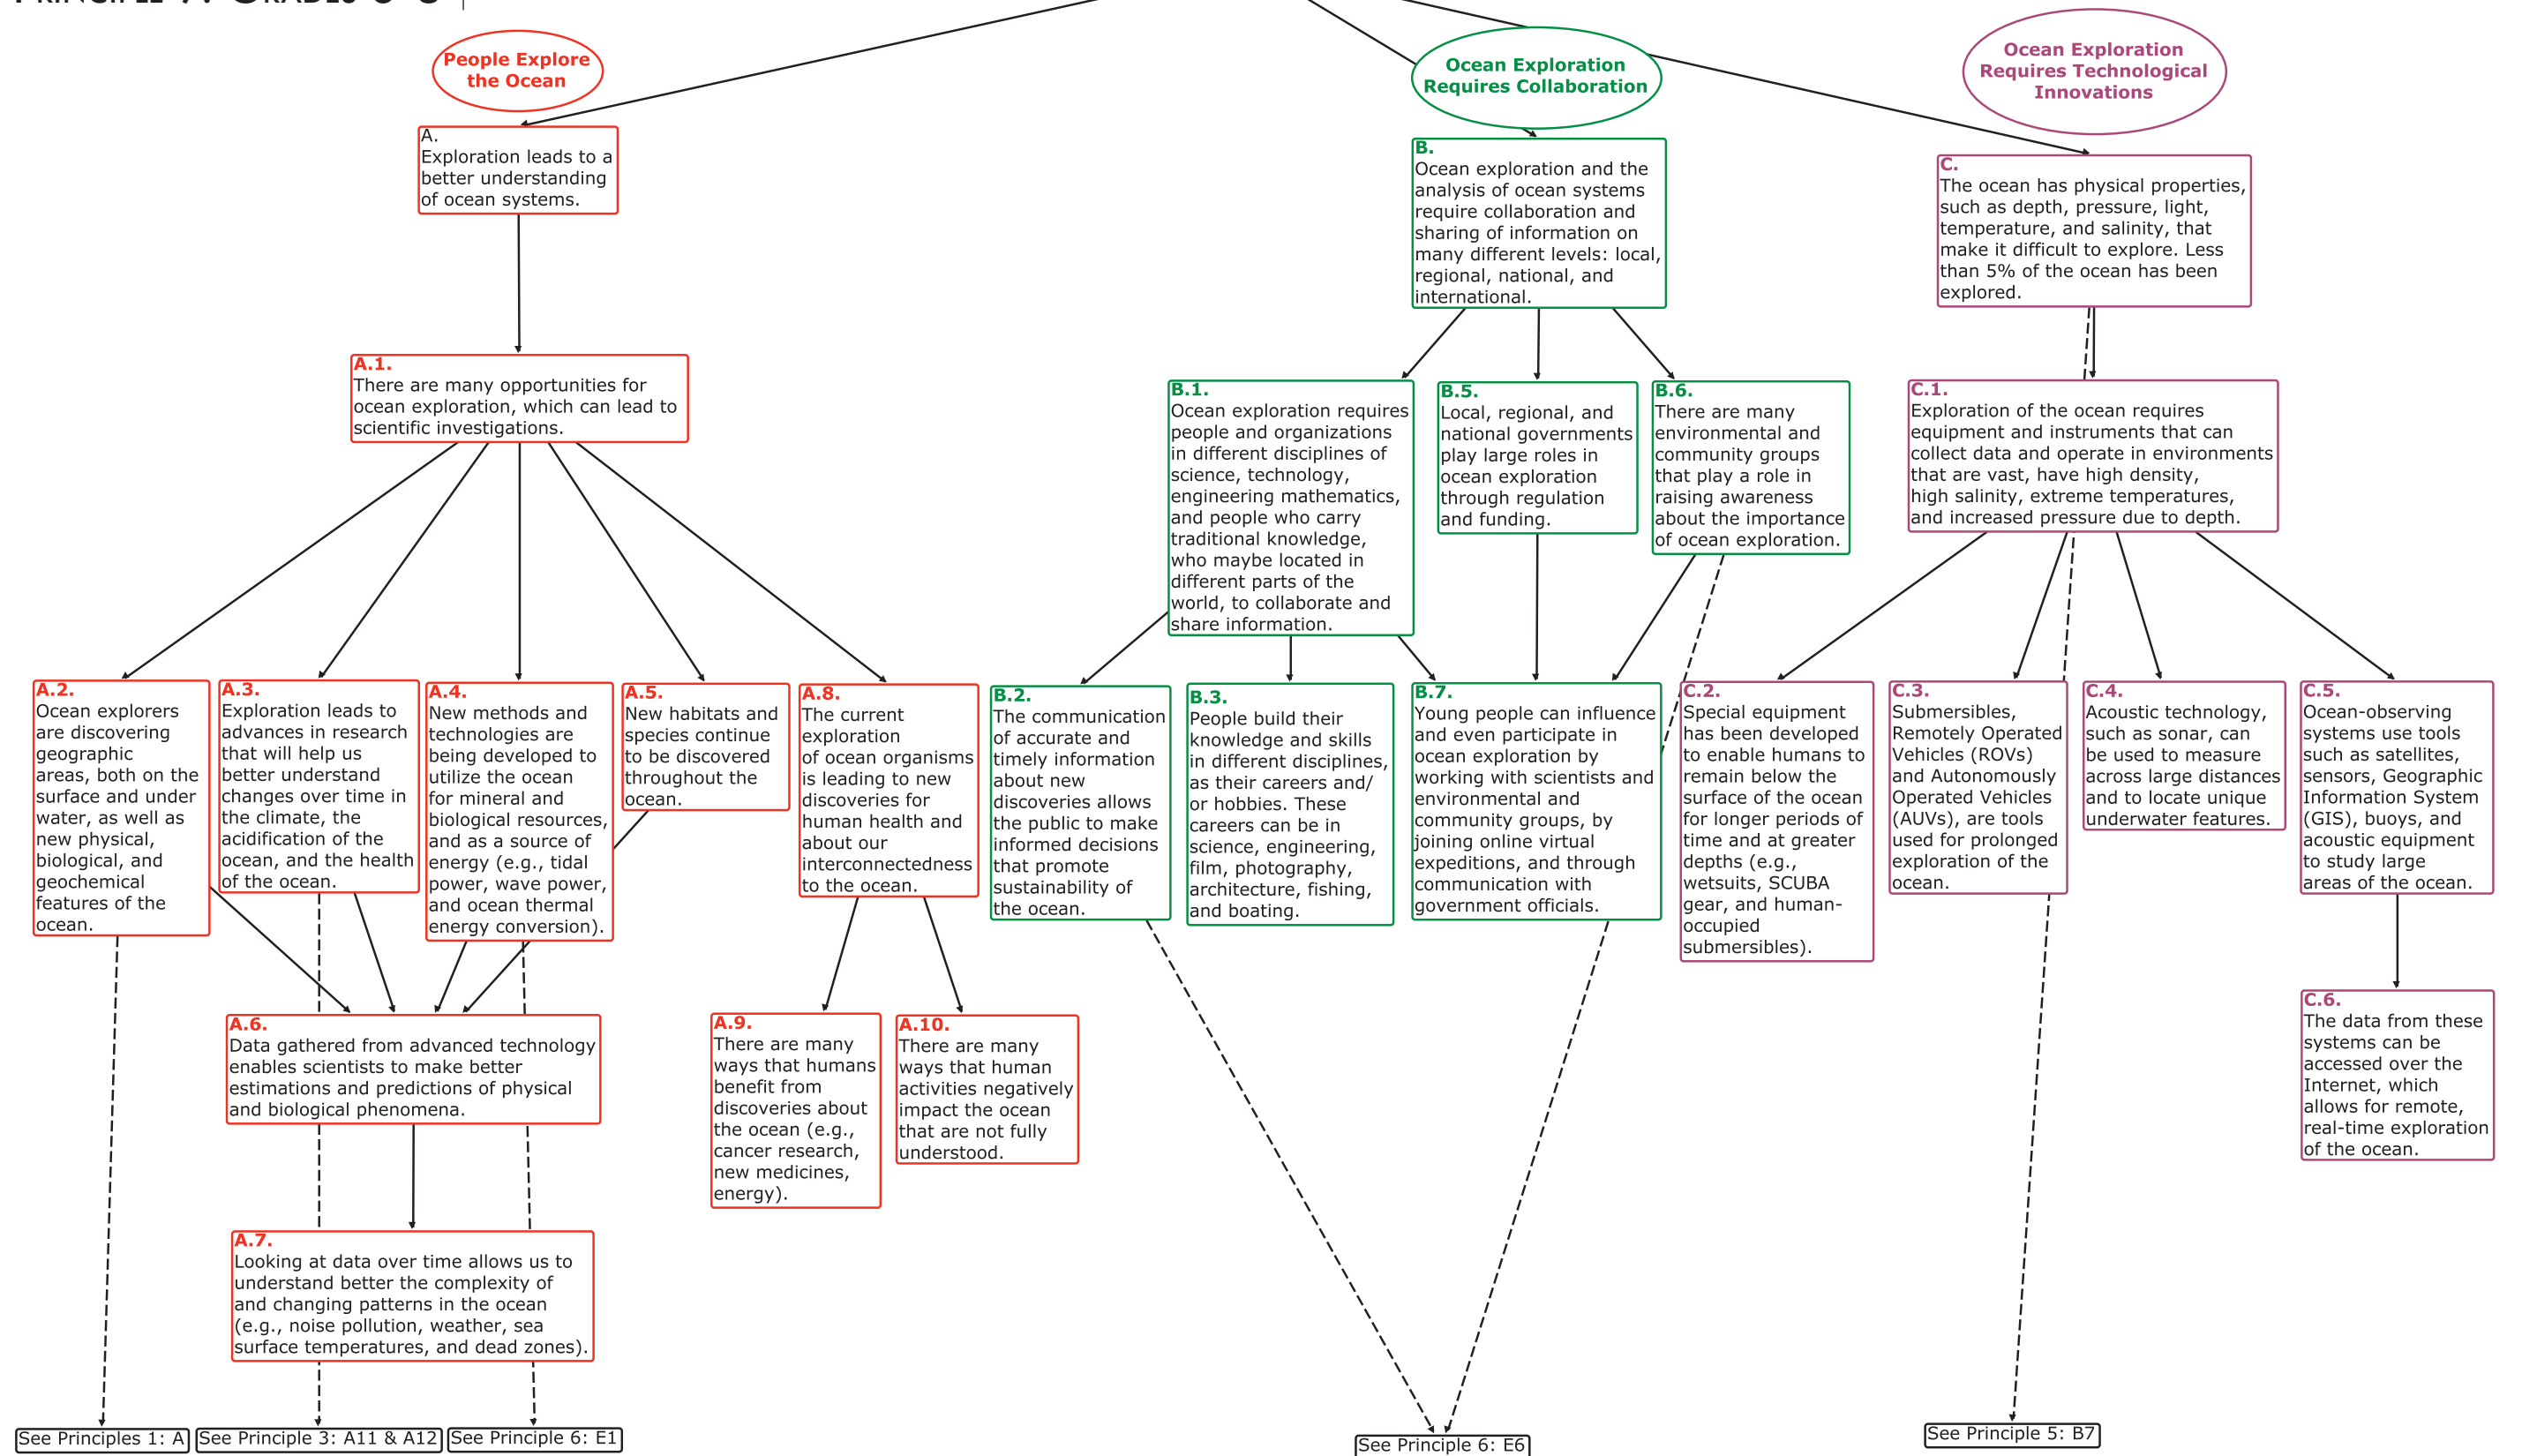 PRINCIPLE 7: GRADES 6–8
People Explore
the Ocean
Ocean Exploration
Requires Collaboration
Ocean Exploration
Requires Technological
Innovations
A.
Exploration leads to a
better understanding
of ocean systems.
B.
Ocean exploration and the
analysis of ocean systems
require collaboration and
sharing of information on
many different levels: local,
regional, national, and
international.
C.
The ocean has physical properties,
such as depth, pressure, light,
temperature, and salinity, that
make it difficult to explore. Less
than 5% of the ocean has been
explored.
A.1.
There are many opportunities for
ocean exploration, which can lead to
scientific investigations.
B.1.
Ocean exploration requires
people and organizations
in different disciplines of
science, technology,
engineering mathematics,
and people who carry
traditional knowledge,
who maybe located in
different parts of the
world, to collaborate and
share information.
B.5.
Local, regional, and
national governments
play large roles in
ocean exploration
through regulation
and funding.
B.6.
There are many
environmental and
community groups
that play a role in
raising awareness
about the importance
of ocean exploration.
C.1.
Exploration of the ocean requires
equipment and instruments that can
collect data and operate in environments
that are vast, have high density,
high salinity, extreme temperatures,
and increased pressure due to depth.
A.2.
Ocean explorers
are discovering
geographic
areas, both on the
surface and under
water, as well as
new physical,
biological, and
geochemical
features of the
ocean.
A.3.
Exploration leads to
advances in research
that will help us
better understand
changes over time in
the climate, the
acidification of the
ocean, and the health
of the ocean.
A.4.
New methods and
technologies are
being developed to
utilize the ocean
for mineral and
biological resources,
and as a source of
energy (e.g., tidal
power, wave power,
and ocean thermal
energy conversion).
A.5.
New habitats and
species continue
to be discovered
throughout the
ocean.
A.8.
The current
exploration
of ocean organisms
is leading to new
discoveries for
human health and
about our
interconnectedness
to the ocean.
B.2.
The communication
of accurate and
timely information
about new
discoveries allows
the public to make
informed decisions
that promote
sustainability of
the ocean.
B.3.
People build their
knowledge and skills
in different disciplines,
as their careers and/
or hobbies. These
careers can be in
science, engineering,
film, photography,
architecture, fishing,
and boating.
B.7.
Young people can influence
and even participate in
ocean exploration by
working with scientists and
environmental and
community groups, by
joining online virtual
expeditions, and through
communication with
government officials.
C.2.
Special equipment
has been developed
to enable humans to
remain below the
surface of the ocean
for longer periods of
time and at greater
depths (e.g.,
wetsuits, SCUBA
gear, and human-
occupied
submersibles).
C.3.
Submersibles,
Remotely Operated
Vehicles (ROVs)
and Autonomously
Operated Vehicles
(AUVs), are tools
used for prolonged
exploration of the
ocean.
C.4.
Acoustic technology,
such as sonar, can
be used to measure
across large distances
and to locate unique
underwater features.
C.5.
Ocean-observing
systems use tools
such as satellites,
sensors, Geographic
Information System
(GIS), buoys, and
acoustic equipment
to study large
areas of the ocean.
A.6.
Data gathered from advanced technology
enables scientists to make better
estimations and predictions of physical
and biological phenomena.
A.9.
There are many
ways that humans
benefit from
discoveries about
the ocean (e.g.,
cancer research,
new medicines,
energy).
A.10.
There are many
ways that human
activities negatively
impact the ocean
that are not fully
understood.
C.6.
The data from these
systems can be
accessed over the
Internet, which
allows for remote,
real-time exploration
of the ocean.
A.7.
Looking at data over time allows us to
understand better the complexity of
and changing patterns in the ocean
(e.g., noise pollution, weather, sea
surface temperatures, and dead zones).
See Principles 1: A
See Principle 3: A11 & A12
See Principle 6: E1
See Principle 6: E6
See Principle 5: B7